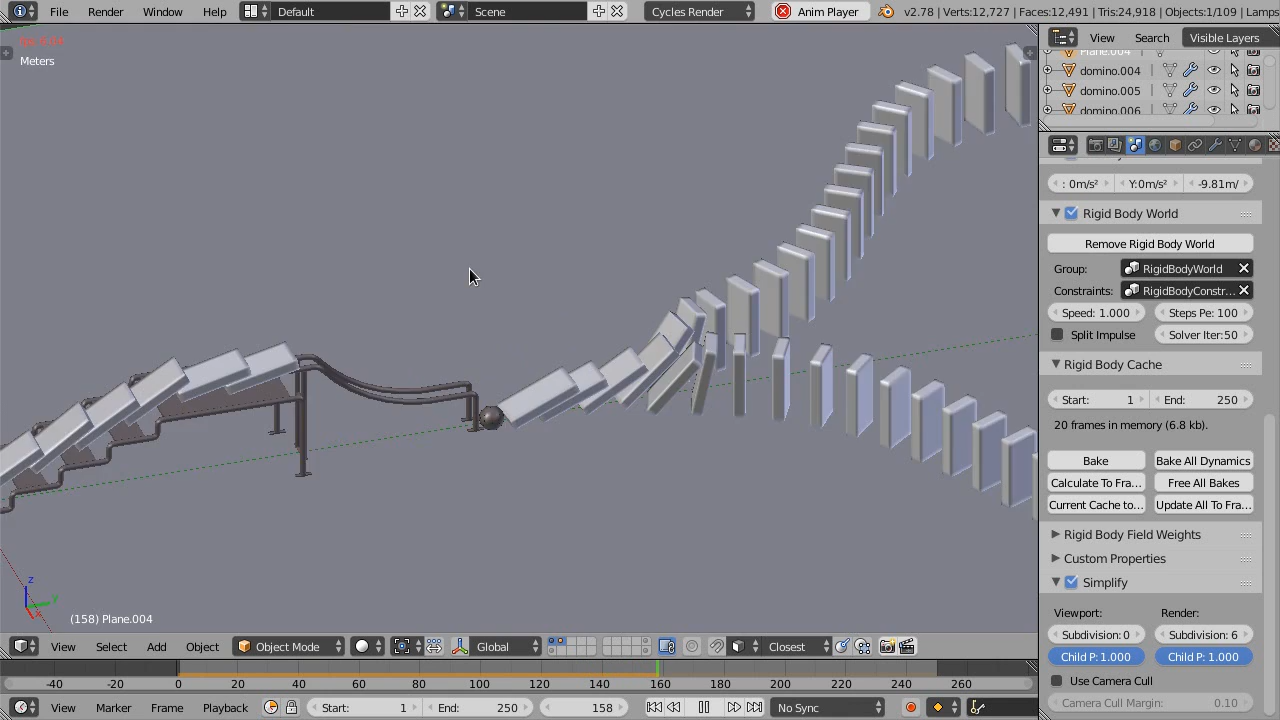 File Render Window Help Default Scene Cycles Render Anim Player v2.78 | Verts:12,727 | Faces:12,491 | Tris:24,918 | Objects:1/109 | Lamps
Meters
View Search Visible Layers
Plane.004
domino.004
domino.005
domino.006
: 0m/s² Y:0m/s² -9.81m/
Rigid Body World
Remove Rigid Body World
Group: RigidBodyWorld
Constraints: RigidBodyConstr...
Speed: 1.000 Steps Pe: 100
Split Impulse Solver Iter:50
Rigid Body Cache
Start: 1 End: 250
20 frames in memory (6.8 kb).
Bake Bake All Dynamics
Calculate To Fra... Free All Bakes
Current Cache to... Update All To Fra...
Rigid Body Field Weights
Custom Properties
Simplify
Viewport: Render:
Subdivision: 0 Subdivision: 6
Child P: 1.000 Child P: 1.000
Use Camera Cull
Camera Cull Margin: 0.10
z
y
x
(158) Plane.004
View Select Add Object Object Mode Global Closest
-40 -20 0 20 40 60 80 100 120 140 160 180 200 220 240 260
View Marker Frame Playback Start: 1 End: 250 158 No Sync